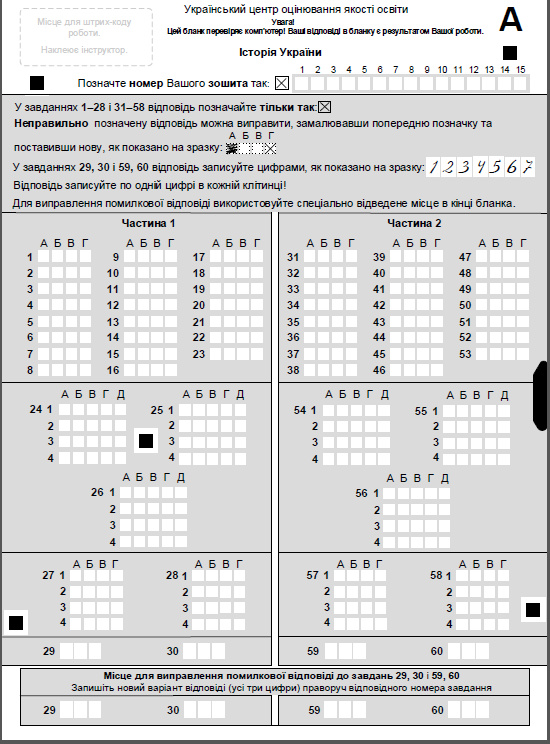 Український центр оцінювання якості освіти
Місце для штрих-коду
роботи.
Наклеює інструктор.
Увага!
Цей бланк перевіряє комп'ютер! Ваші відповіді в бланку є результатом Вашої роботи.
А
Історія України
1 2 3 4 5 6 7 8 9 10 11 12 13 14 15
Позначте номер Вашого зошита так:
У завданнях 1–28 і 31–58 відповідь позначайте тільки так:
Неправильно позначену відповідь можна виправити, замалювавши попередню позначку та
А Б В Г
поставивши нову, як показано на зразку:
У завданнях 29, 30 і 59, 60 відповідь записуйте цифрами, як показано на зразку: 1 2 3 4 5 6 7
Відповідь записуйте по одній цифрі в кожній клітинці!
Для виправлення помилкової відповіді використовуйте спеціально відведене місце в кінці бланка.
Частина 1
А Б В Г А Б В Г А Б В Г
1 9 17
2 10 18
3 11 19
4 12 20
5 13 21
6 14 22
7 15 23
8 16
А Б В Г Д А Б В Г Д
24 1 25 1
2 2
3 3
4 4
А Б В Г Д
26 1
2
3
4
А Б В Г А Б В Г
27 1 28 1
2 2
3 3
4 4
29 30
Частина 2
А Б В Г А Б В Г А Б В Г
31 39 47
32 40 48
33 41 49
34 42 50
35 43 51
36 44 52
37 45 53
38 46
А Б В Г Д А Б В Г Д
54 1 55 1
2 2
3 3
4 4
А Б В Г Д
56 1
2
3
4
А Б В Г А Б В Г
57 1 58 1
2 2
3 3
4 4
59 60
Місце для виправлення помилкової відповіді до завдань 29, 30 і 59, 60
Запишіть новий варіант відповіді (усі три цифри) праворуч відповідного номера завдання
29 30 59 60